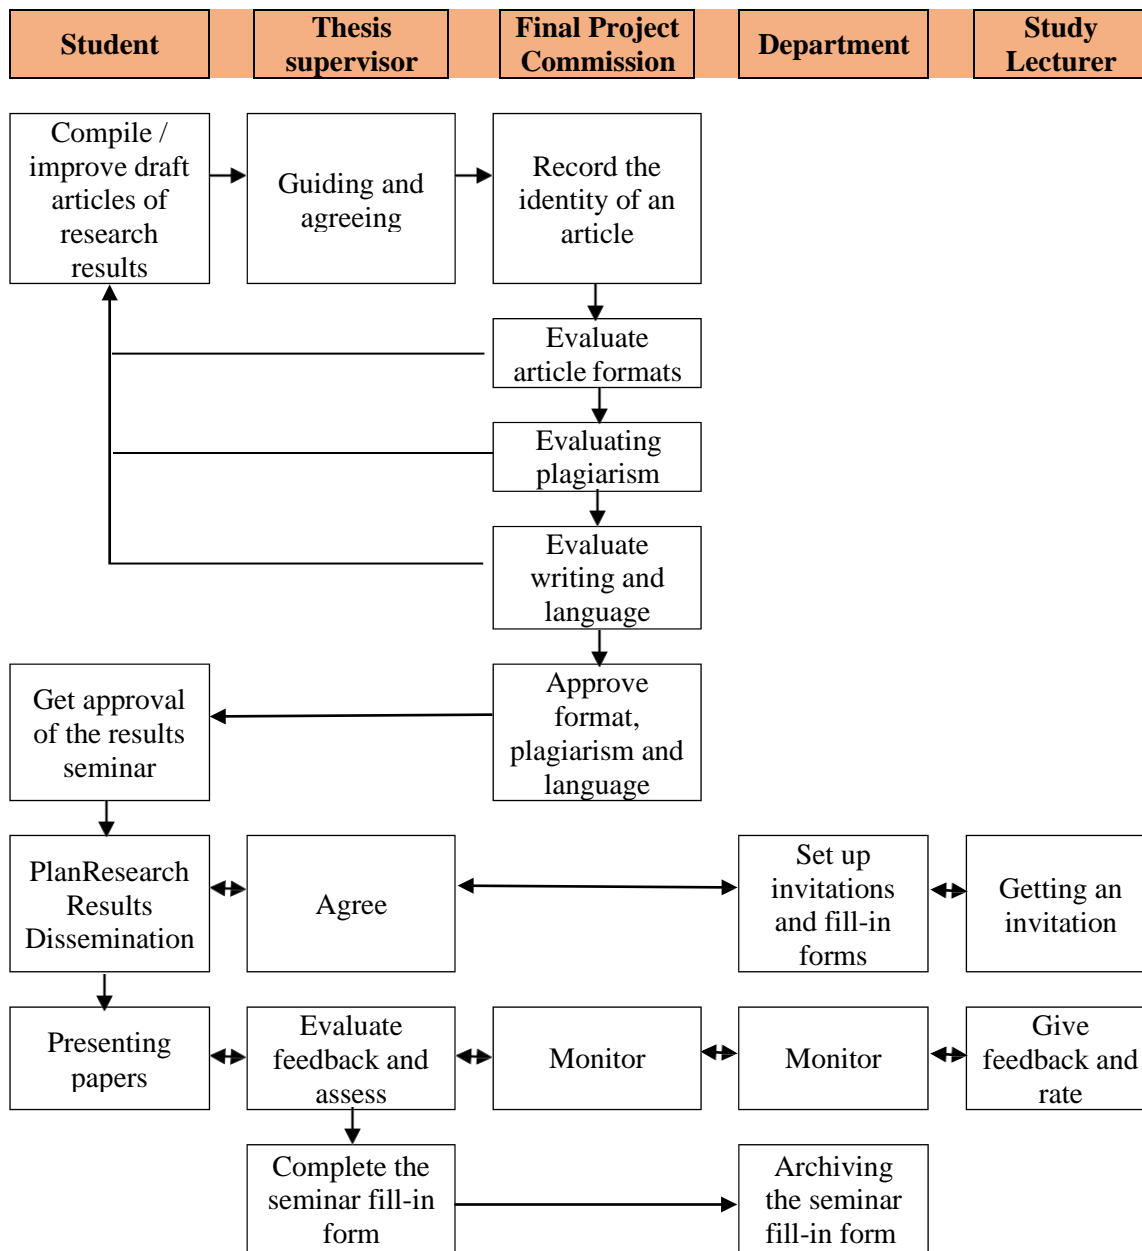 Student
Thesis
supervisor
Final Project
Commission
Department
Study
Lecturer
Compile /
improve draft
articles of
research
results
Guiding and
agreeing
Record the
identity of an
article
Evaluate
article formats
Evaluating
plagiarism
Evaluate
writing and
language
Get approval
of the results
seminar
Approve
format,
plagiarism and
language
PlanResearch
Results
Dissemination
Agree
Set up
invitations
and fill-in
forms
Getting an
invitation
Presenting
papers
Evaluate
feedback and
assess
Monitor
Monitor
Give
feedback and
rate
Complete the
seminar fill-in
form
Archiving
the seminar
fill-in form